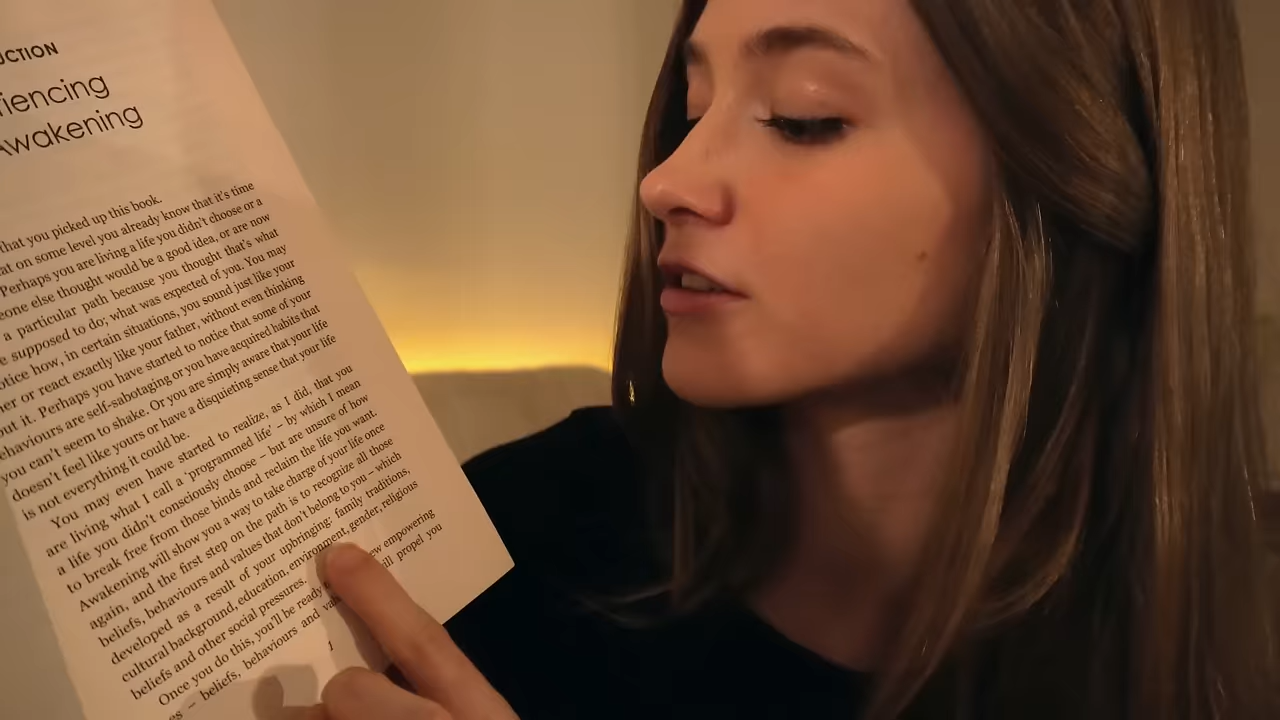 UCTION
riencing
Awakening
that you picked up this book.
at on some level you already know that it's time
Perhaps you are living a life you didn't choose or a
eone else thought would be a good idea, or are now
a particular path because you thought that's what
e supposed to do; what was expected of you. You may
otice how, in certain situations, you sound just like your
her or react exactly like your father, without even thinking
out it. Perhaps you have started to notice that some of your
ehaviours are self-sabotaging or you have acquired habits that
you can't seem to shake. Or you are simply aware that your life
doesn't feel like yours or have a disquieting sense that your life
is not everything it could be.
You may even have started to realize, as I did, that you
are living what I call a 'programmed life' – by which I mean
a life you didn't consciously choose – but are unsure of how
to break free from those binds and reclaim the life you want.
Awakening will show you a way to take charge of your life once
again, and the first step on the path is to recognize all those
beliefs, behaviours and values that don't belong to you – which
developed as a result of your upbringing: family traditions,
cultural background, education, environment, gender, religious
beliefs and other social pressures.
Once you do this, you'll be ready ew empowering
es – beliefs, behaviours and va all propel you